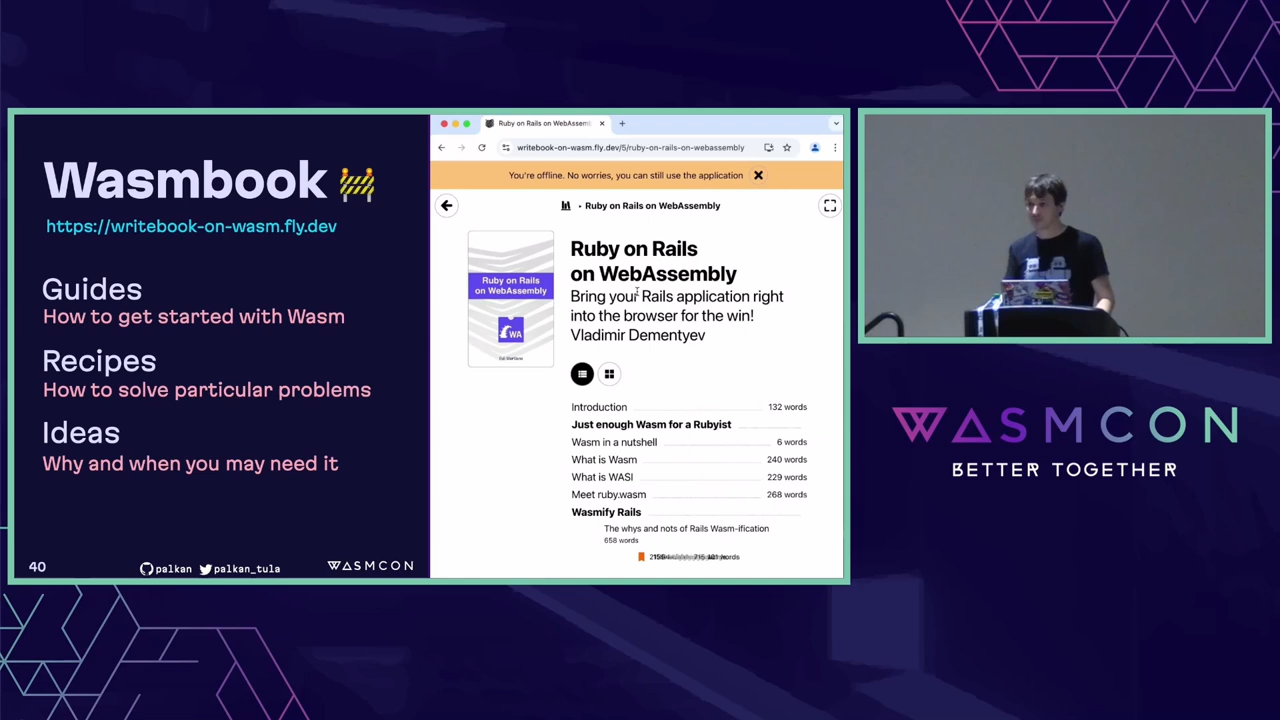 Wasmbook
https://writebook-on-wasm.fly.dev
Guides
How to get started with Wasm
Recipes
How to solve particular problems
Ideas
Why and when you may need it
40
palkan
palkan_tula
WASMCON
Ruby on Rails on WebAssemb
writebook-on-wasm.fly.dev/5/ruby-on-rails-on-webassembly
You're offline. No worries, you can still use the application
• Ruby on Rails on WebAssembly
Ruby on Rails
on WebAssembly
WA
Ruby on Rails
on WebAssembly
Bring your Rails application right
into the browser for the win!
Vladimir Dementyev
Introduction 132 words
Just enough Wasm for a Rubyist
Wasm in a nutshell 6 words
What is Wasm 240 words
What is WASI 229 words
Meet ruby.wasm 268 words
Wasmify Rails
The whys and nots of Rails Wasm-ification
658 words
words
WASMCON
BETTER TOGETHER